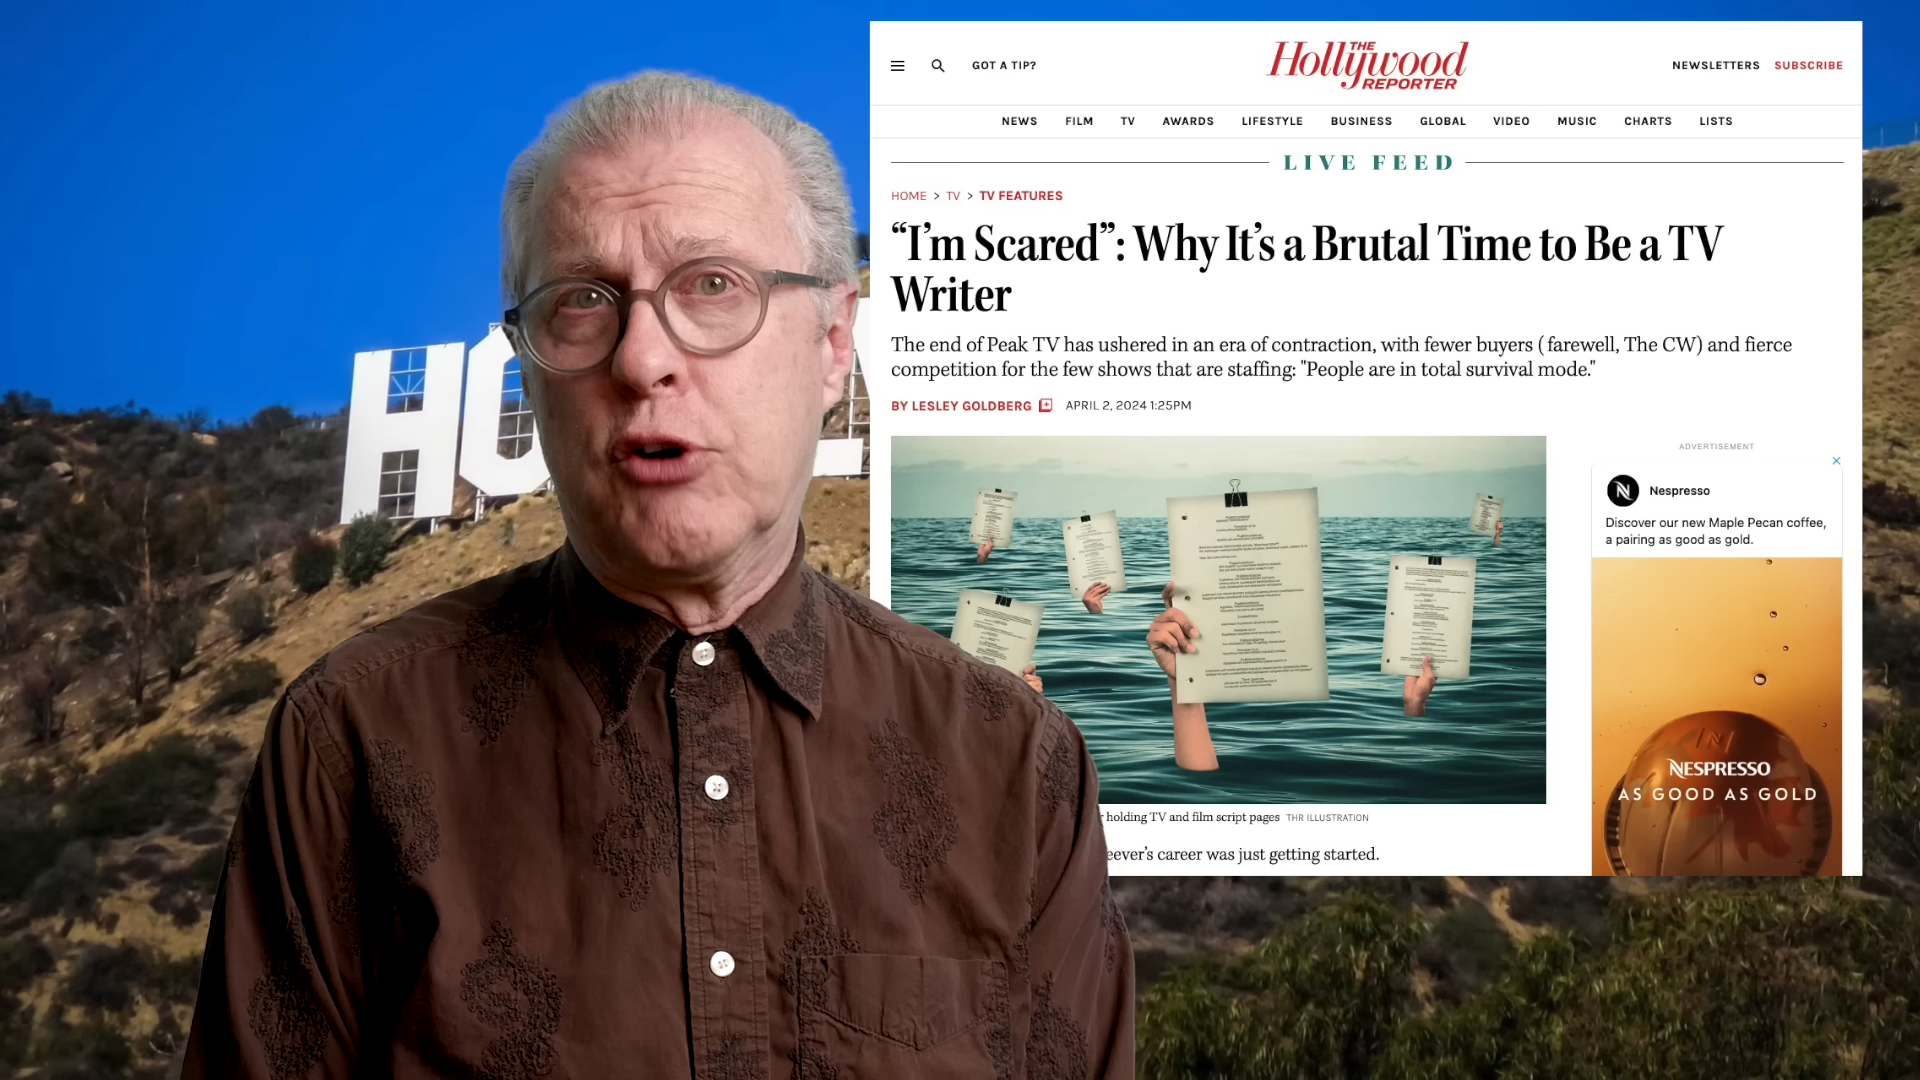 GOT A TIP?
THE
Hollywood
REPORTER
NEWSLETTERS SUBSCRIBE
NEWS FILM TV AWARDS LIFESTYLE BUSINESS GLOBAL VIDEO MUSIC CHARTS LISTS
LIVE FEED
HOME > TV > TV FEATURES
“I’m Scared”: Why It’s a Brutal Time to Be a TV
Writer
The end of Peak TV has ushered in an era of contraction, with fewer buyers (farewell, The CW) and fierce
competition for the few shows that are staffing: "People are in total survival mode."
BY LESLEY GOLDBERG APRIL 2, 2024 1:25PM
holding TV and film script pages THR ILLUSTRATION
eever’s career was just getting started.
ADVERTISEMENT
Nespresso
Discover our new Maple Pecan coffee,
a pairing as good as gold.
NESPRESSO
AS GOOD AS GOLD
HO